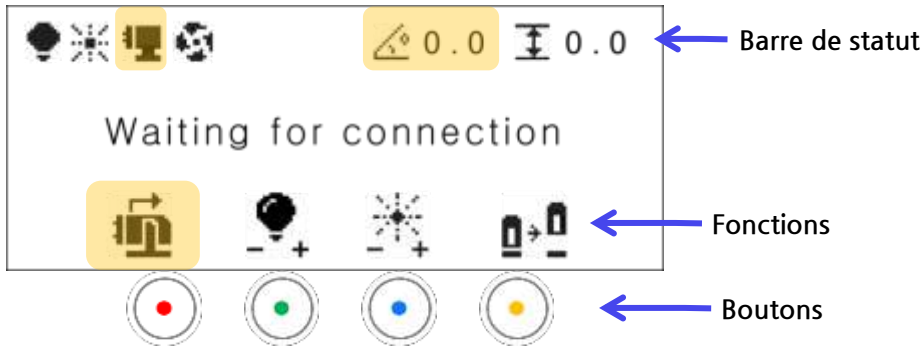 0.0 0.0 Barre de statut
Waiting for connection
- + - + Fonctions
Boutons